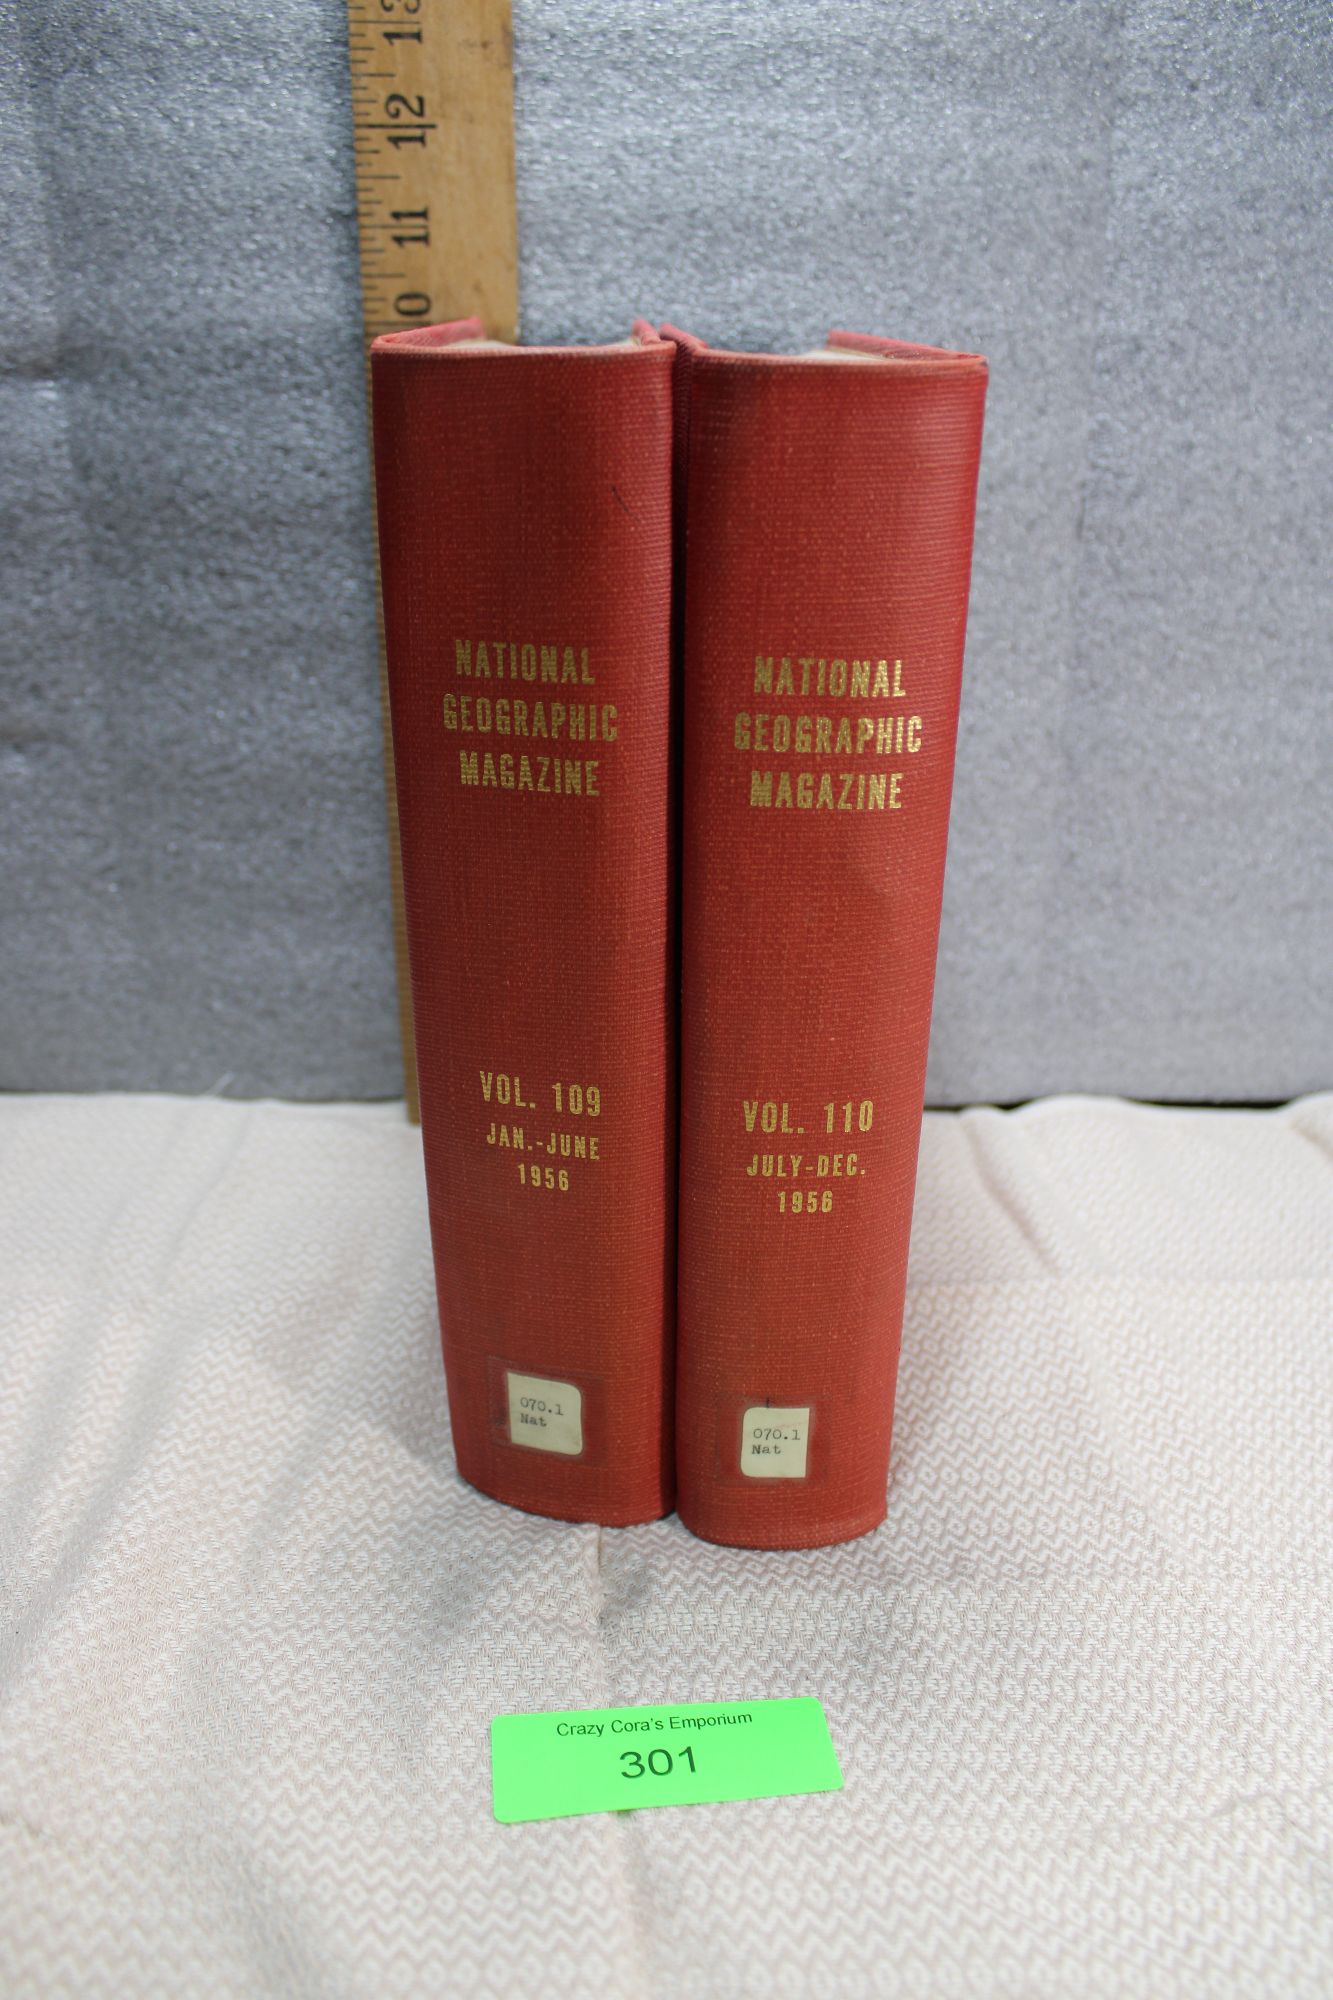 13
12
11
10
NATIONAL
GEOGRAPHIC
MAGAZINE
VOL. 109
JAN.-JUNE
1956
070.1
Nat
NATIONAL
GEOGRAPHIC
MAGAZINE
VOL. 110
JULY-DEC.
1956
070.1
Nat
Crazy Cora's Emporium
301